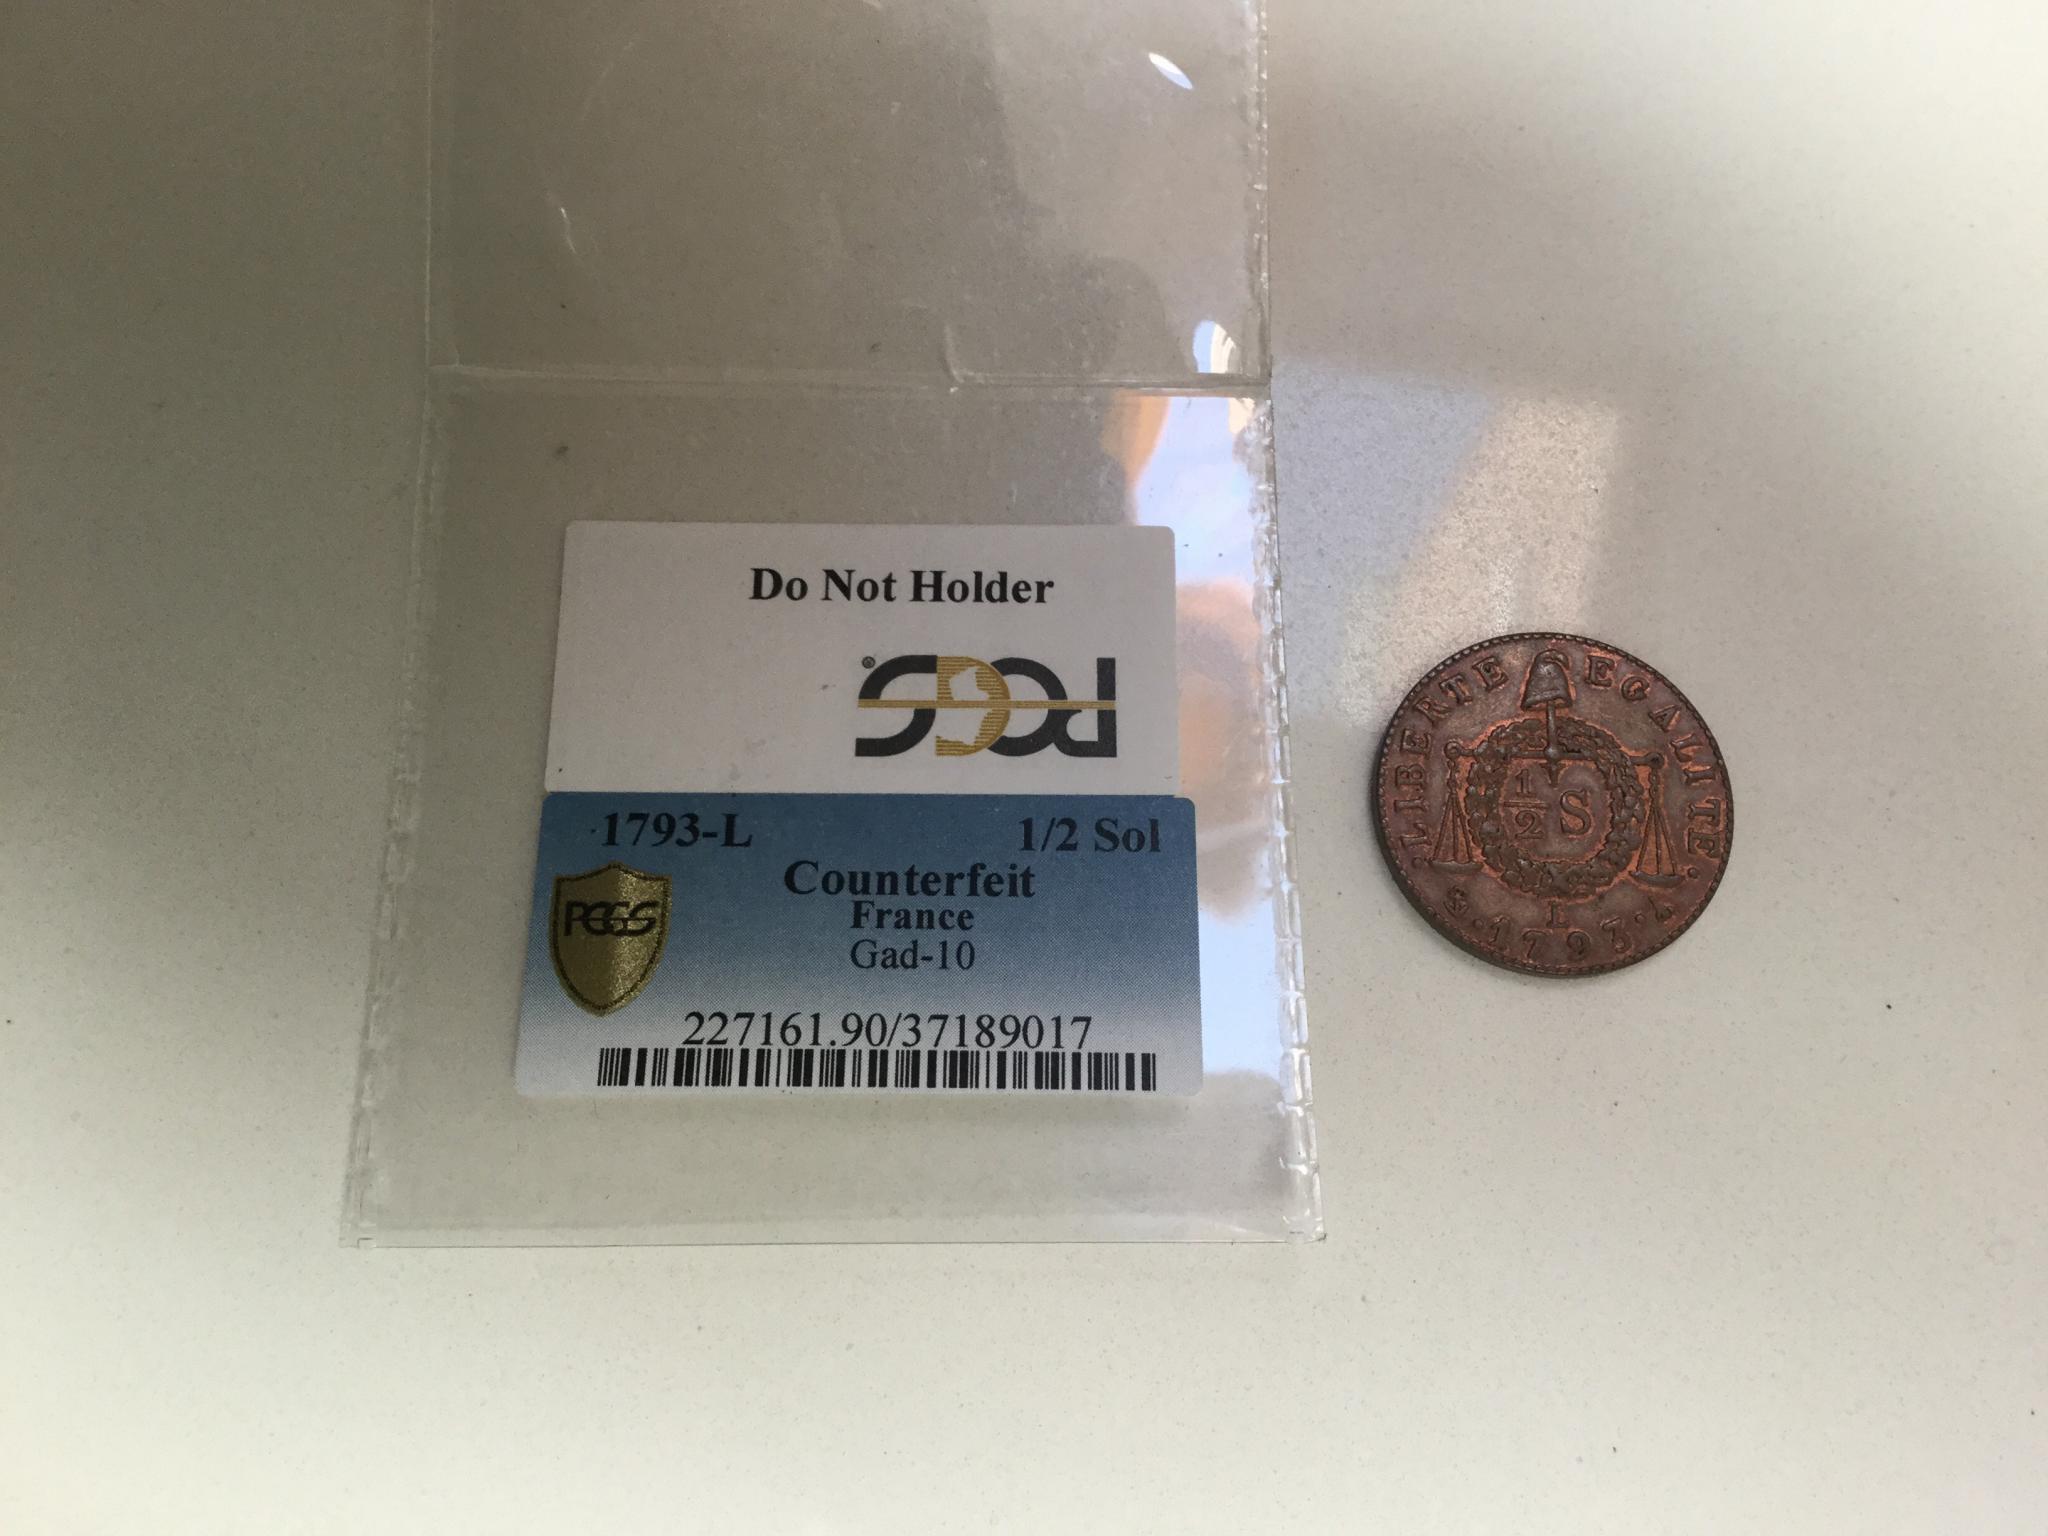 Do Not Holder
PCGS®
1793-L 1/2 Sol
Counterfeit
France
Gad-10
PCGS
227161.90/37189017
LIBERTE EGALITE
1/2 S
L
1793